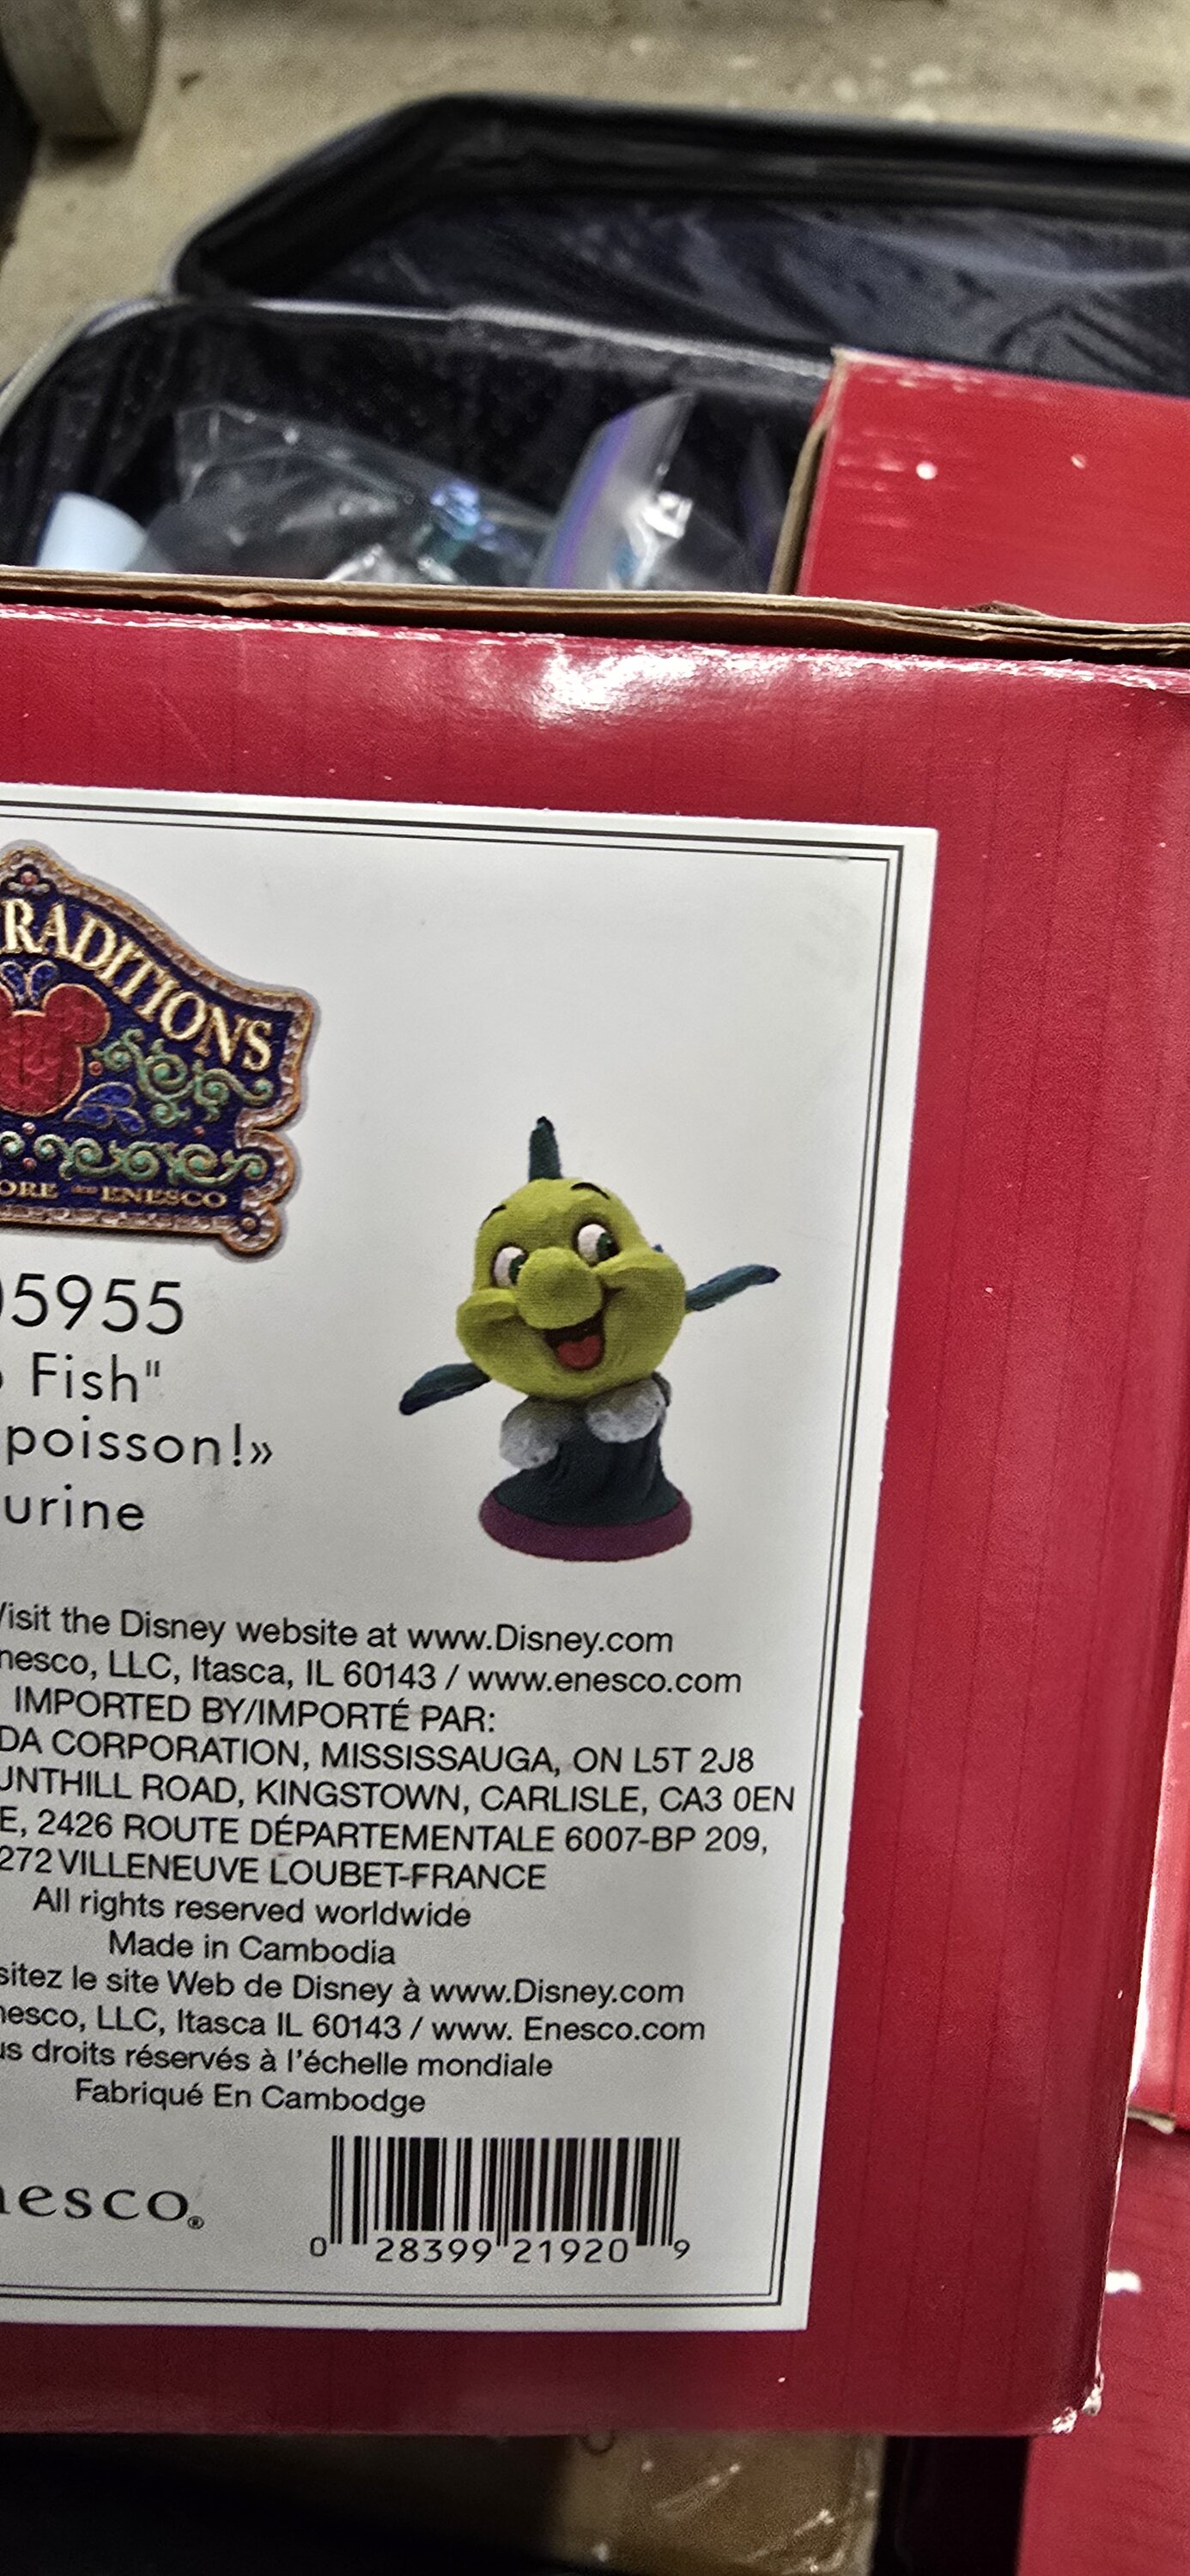 RADITIONS
ORE ENESCO
5955
Fish"
poisson!»
urine
Visit the Disney website at www.Disney.com
nesco, LLC, Itasca, IL 60143 / www.enesco.com
IMPORTED BY/IMPORTÉ PAR:
DA CORPORATION, MISSISSAUGA, ON L5T 2J8
UNTHILL ROAD, KINGSTOWN, CARLISLE, CA3 0EN
E, 2426 ROUTE DÉPARTEMENTALE 6007-BP 209,
272 VILLENEUVE LOUBET-FRANCE
All rights reserved worldwide
Made in Cambodia
sitez le site Web de Disney à www.Disney.com
nesco, LLC, Itasca IL 60143 / www. Enesco.com
us droits réservés à l'échelle mondiale
Fabriqué En Cambodge
nesco®
0 28399 21920 9